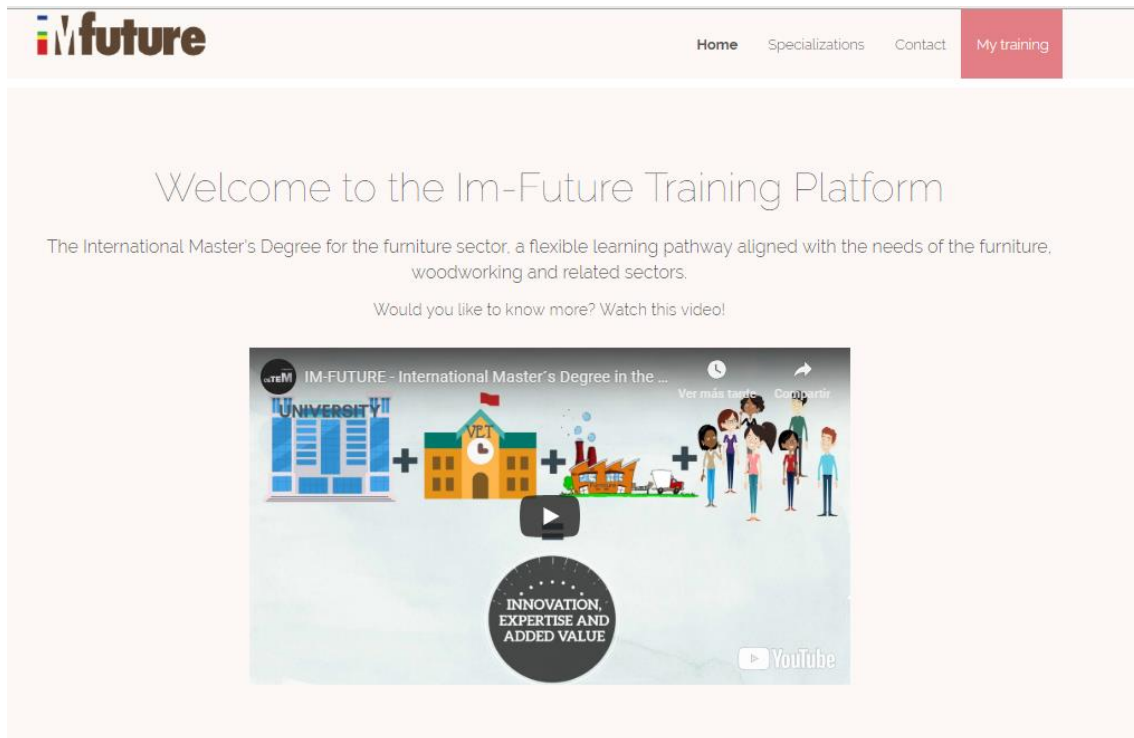 iMfuture
Home Specializations Contact My training
Welcome to the Im-Future Training Platform
The International Master's Degree for the furniture sector, a flexible learning pathway aligned with the needs of the furniture,
woodworking and related sectors.
Would you like to know more? Watch this video!
IM-FUTURE - International Master´s Degree in the ...
Ver más tarde Compartir
UNIVERSITY
VET
INNOVATION,
EXPERTISE AND
ADDED VALUE
YouTube